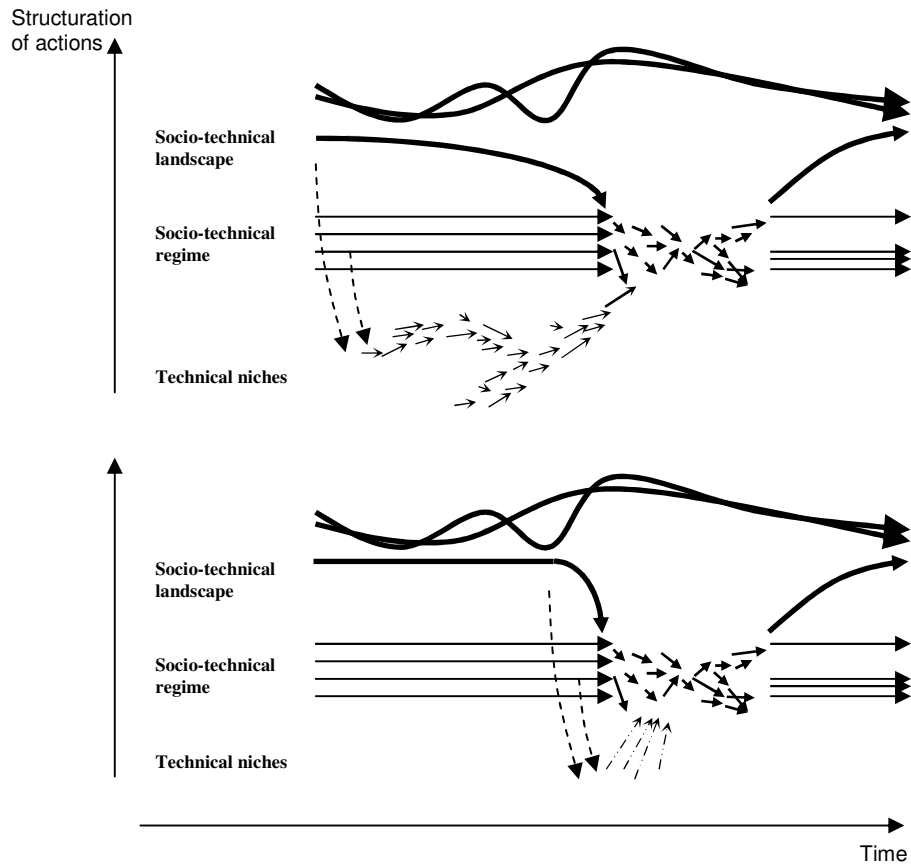 Structuration
of actions
Socio-technical
landscape
Socio-technical
regime
Technical niches
Socio-technical
landscape
Socio-technical
regime
Technical niches
Time